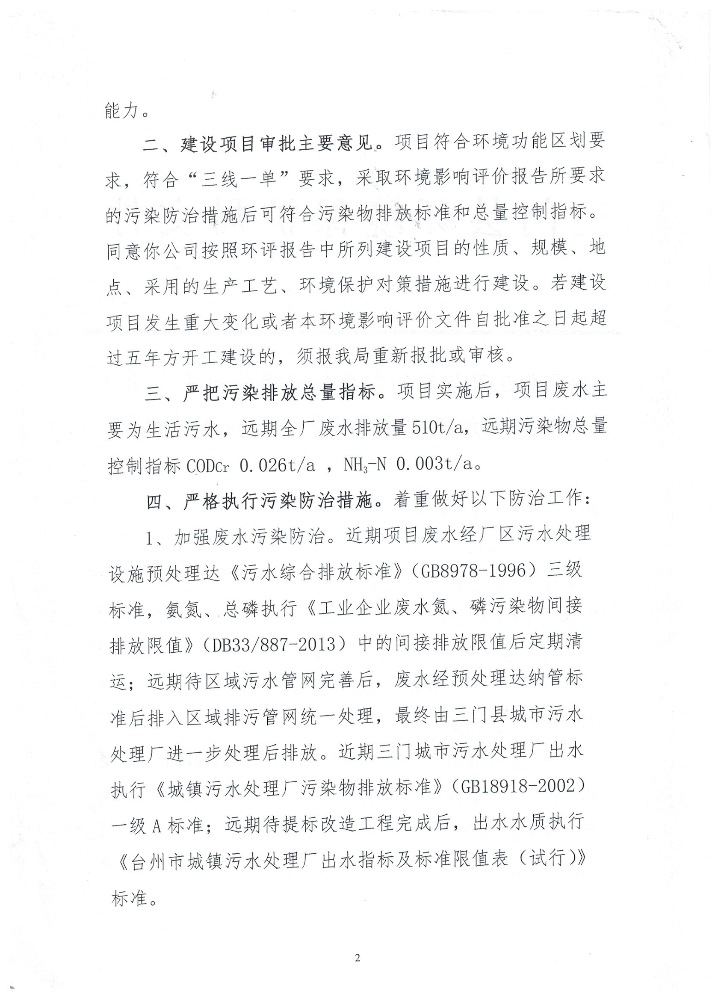 能力。
二、建设项目审批主要意见。项目符合环境功能区划要
求，符合“三线一单”要求，采取环境影响评价报告所要求
的污染防治措施后可符合污染物排放标准和总量控制指标。
同意你公司按照环评报告中所列建设项目的性质、规模、地
点、采用的生产工艺、环境保护对策措施进行建设。若建设
项目发生重大变化或者本环境影响评价文件自批准之日起超
过五年方开工建设的，须报我局重新报批或审核。
三、严把污染排放总量指标。项目实施后，项目废水主
要为生活污水，远期全厂废水排放量 510t/a，远期污染物总量
控制指标 CODCr 0.026t/a ，NH₃-N 0.003t/a。
四、严格执行污染防治措施。着重做好以下防治工作：
1、加强废水污染防治。近期项目废水经厂区污水处理
设施预处理达《污水综合排放标准》（GB8978-1996）三级
标准，氨氮、总磷执行《工业企业废水氮、磷污染物间接
排放限值》（DB33/887-2013）中的间接排放限值后定期清
运；远期待区域污水管网完善后，废水经预处理达纳管标
准后排入区域排污管网统一处理，最终由三门县城市污水
处理厂进一步处理后排放。近期三门城市污水处理厂出水
执行《城镇污水处理厂污染物排放标准》（GB18918-2002）
一级 A 标准；远期待提标改造工程完成后，出水水质执行
《台州市城镇污水处理厂出水指标及标准限值表（试行）》
标准。
2